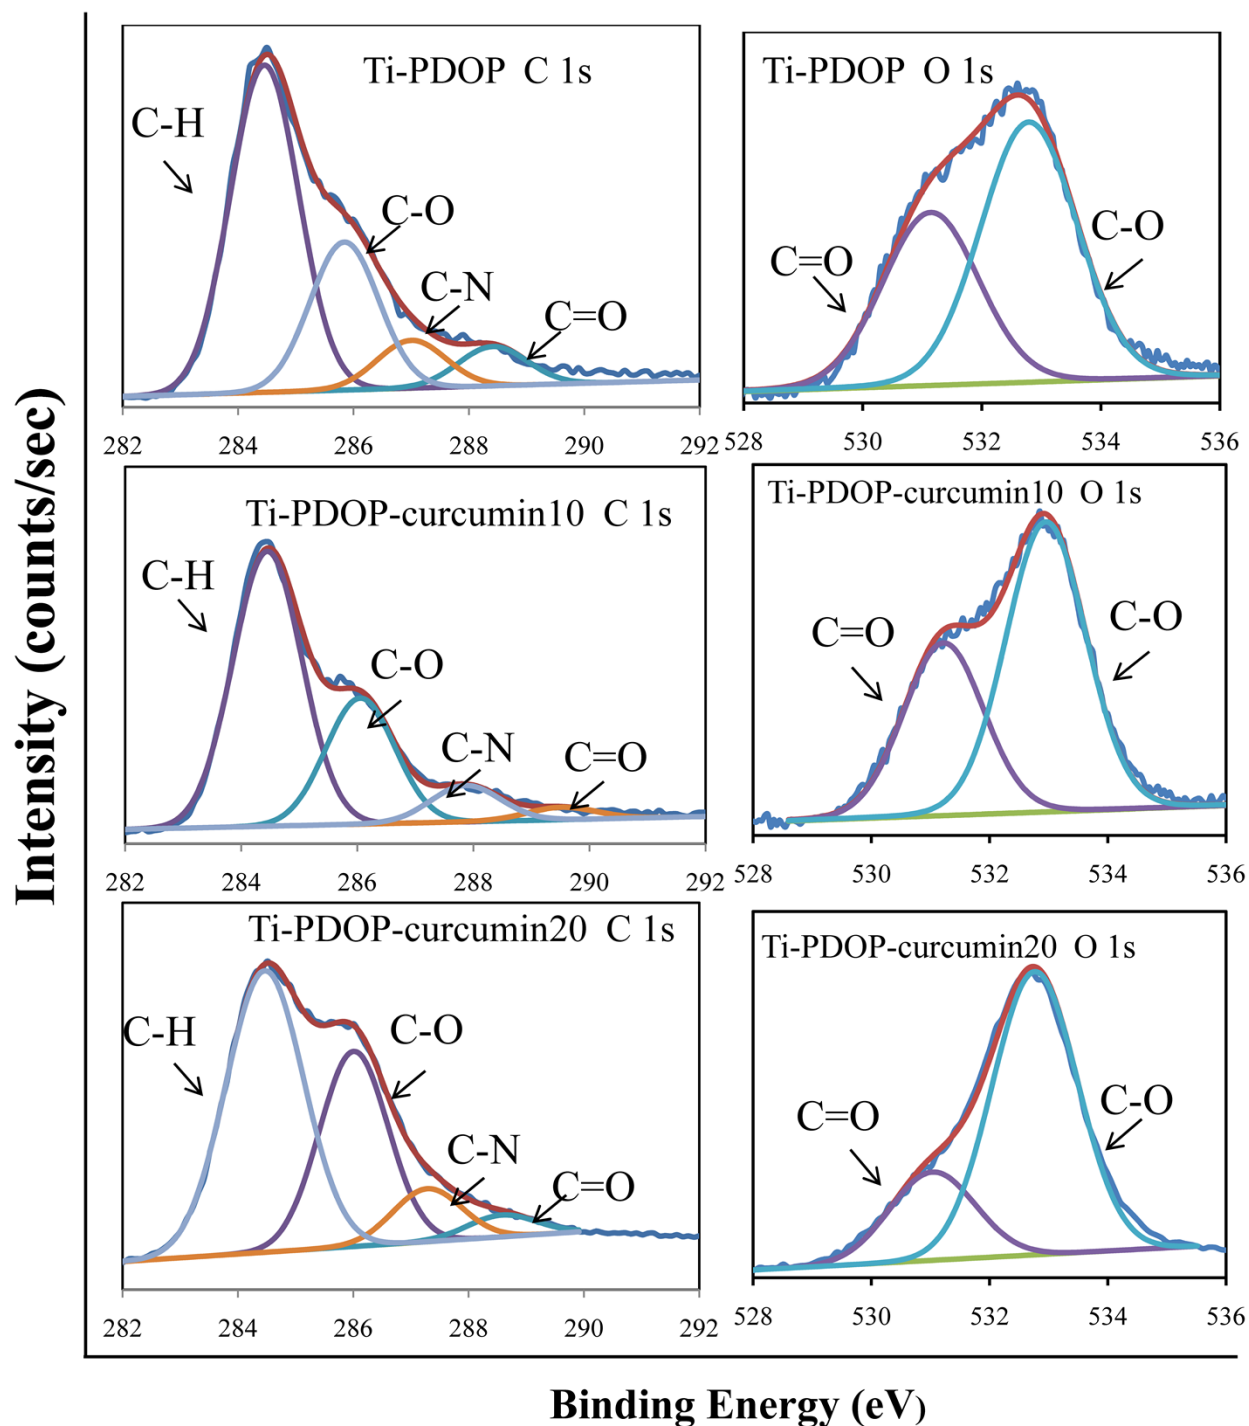 Intensity (counts/sec)
Ti-PDOP C 1s
C-H
C-O
C-N
C=O
282 284 286 288 290 292
Ti-PDOP O 1s
C=O
C-O
528 530 532 534 536
Ti-PDOP-curcumin10 C 1s
C-H
C-O
C-N
C=O
282 284 286 288 290 292
Ti-PDOP-curcumin10 O 1s
C=O
C-O
528 530 532 534 536
Ti-PDOP-curcumin20 C 1s
C-H
C-O
C-N
C=O
282 284 286 288 290 292
Ti-PDOP-curcumin20 O 1s
C=O
C-O
528 530 532 534 536
Binding Energy (eV)